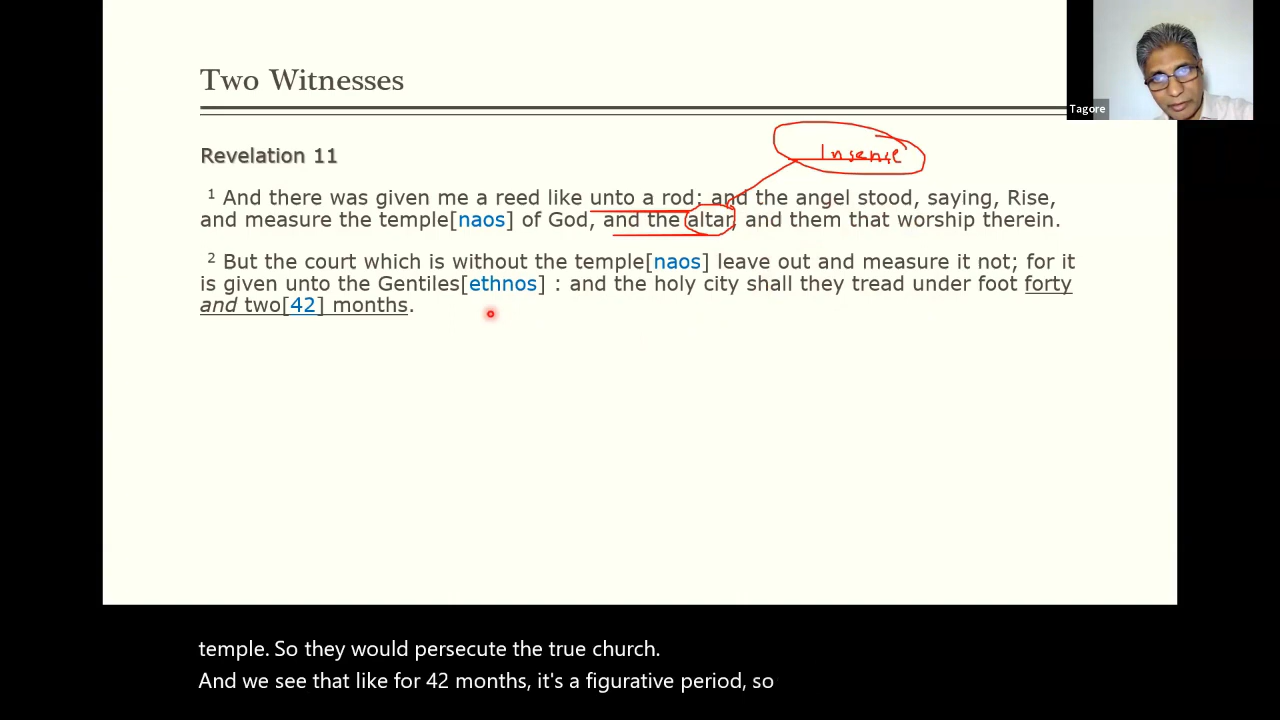 Two Witnesses
Tagore
Insense
Revelation 11
1 And there was given me a reed like unto a rod: and the angel stood, saying, Rise,
and measure the temple[naos] of God, and the altar, and them that worship therein.
2 But the court which is without the temple[naos] leave out and measure it not; for it
is given unto the Gentiles[ethnos] : and the holy city shall they tread under foot forty
and two[42] months.
temple. So they would persecute the true church.
And we see that like for 42 months, it's a figurative period, so